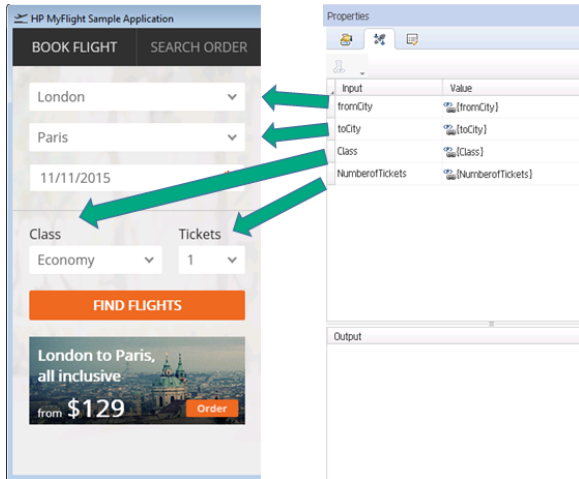 HP MyFlight Sample Application
BOOK FLIGHT
SEARCH ORDER
London
Paris
11/11/2015
Class
Tickets
Economy
1
FIND FLIGHTS
London to Paris,
all inclusive
from $129
Order
Properties
Input Value
fromCity {fromCity}
toCity {toCity}
Class {Class}
NumberofTickets {NumberofTickets}
Output